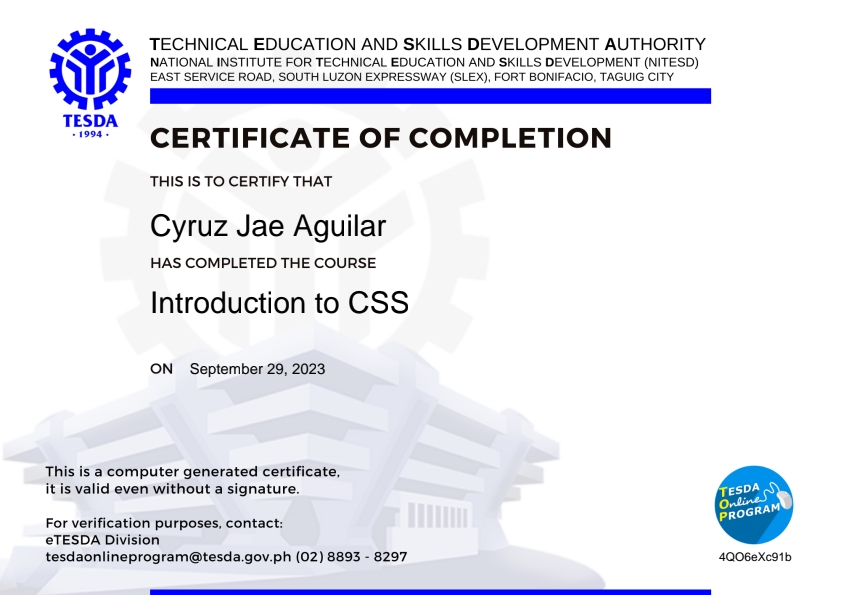 TECHNICAL EDUCATION AND SKILLS DEVELOPMENT AUTHORITY
NATIONAL INSTITUTE FOR TECHNICAL EDUCATION AND SKILLS DEVELOPMENT (NITESD)
EAST SERVICE ROAD, SOUTH LUZON EXPRESSWAY (SLEX), FORT BONIFACIO, TAGUIG CITY
TESDA
· 1994 ·
CERTIFICATE OF COMPLETION
THIS IS TO CERTIFY THAT
Cyruz Jae Aguilar
HAS COMPLETED THE COURSE
Introduction to CSS
ON September 29, 2023
This is a computer generated certificate,
it is valid even without a signature.
For verification purposes, contact:
eTESDA Division
tesdaonlineprogram@tesda.gov.ph (02) 8893 - 8297
TESDA
Online
PROGRAM
4QO6eXc91b